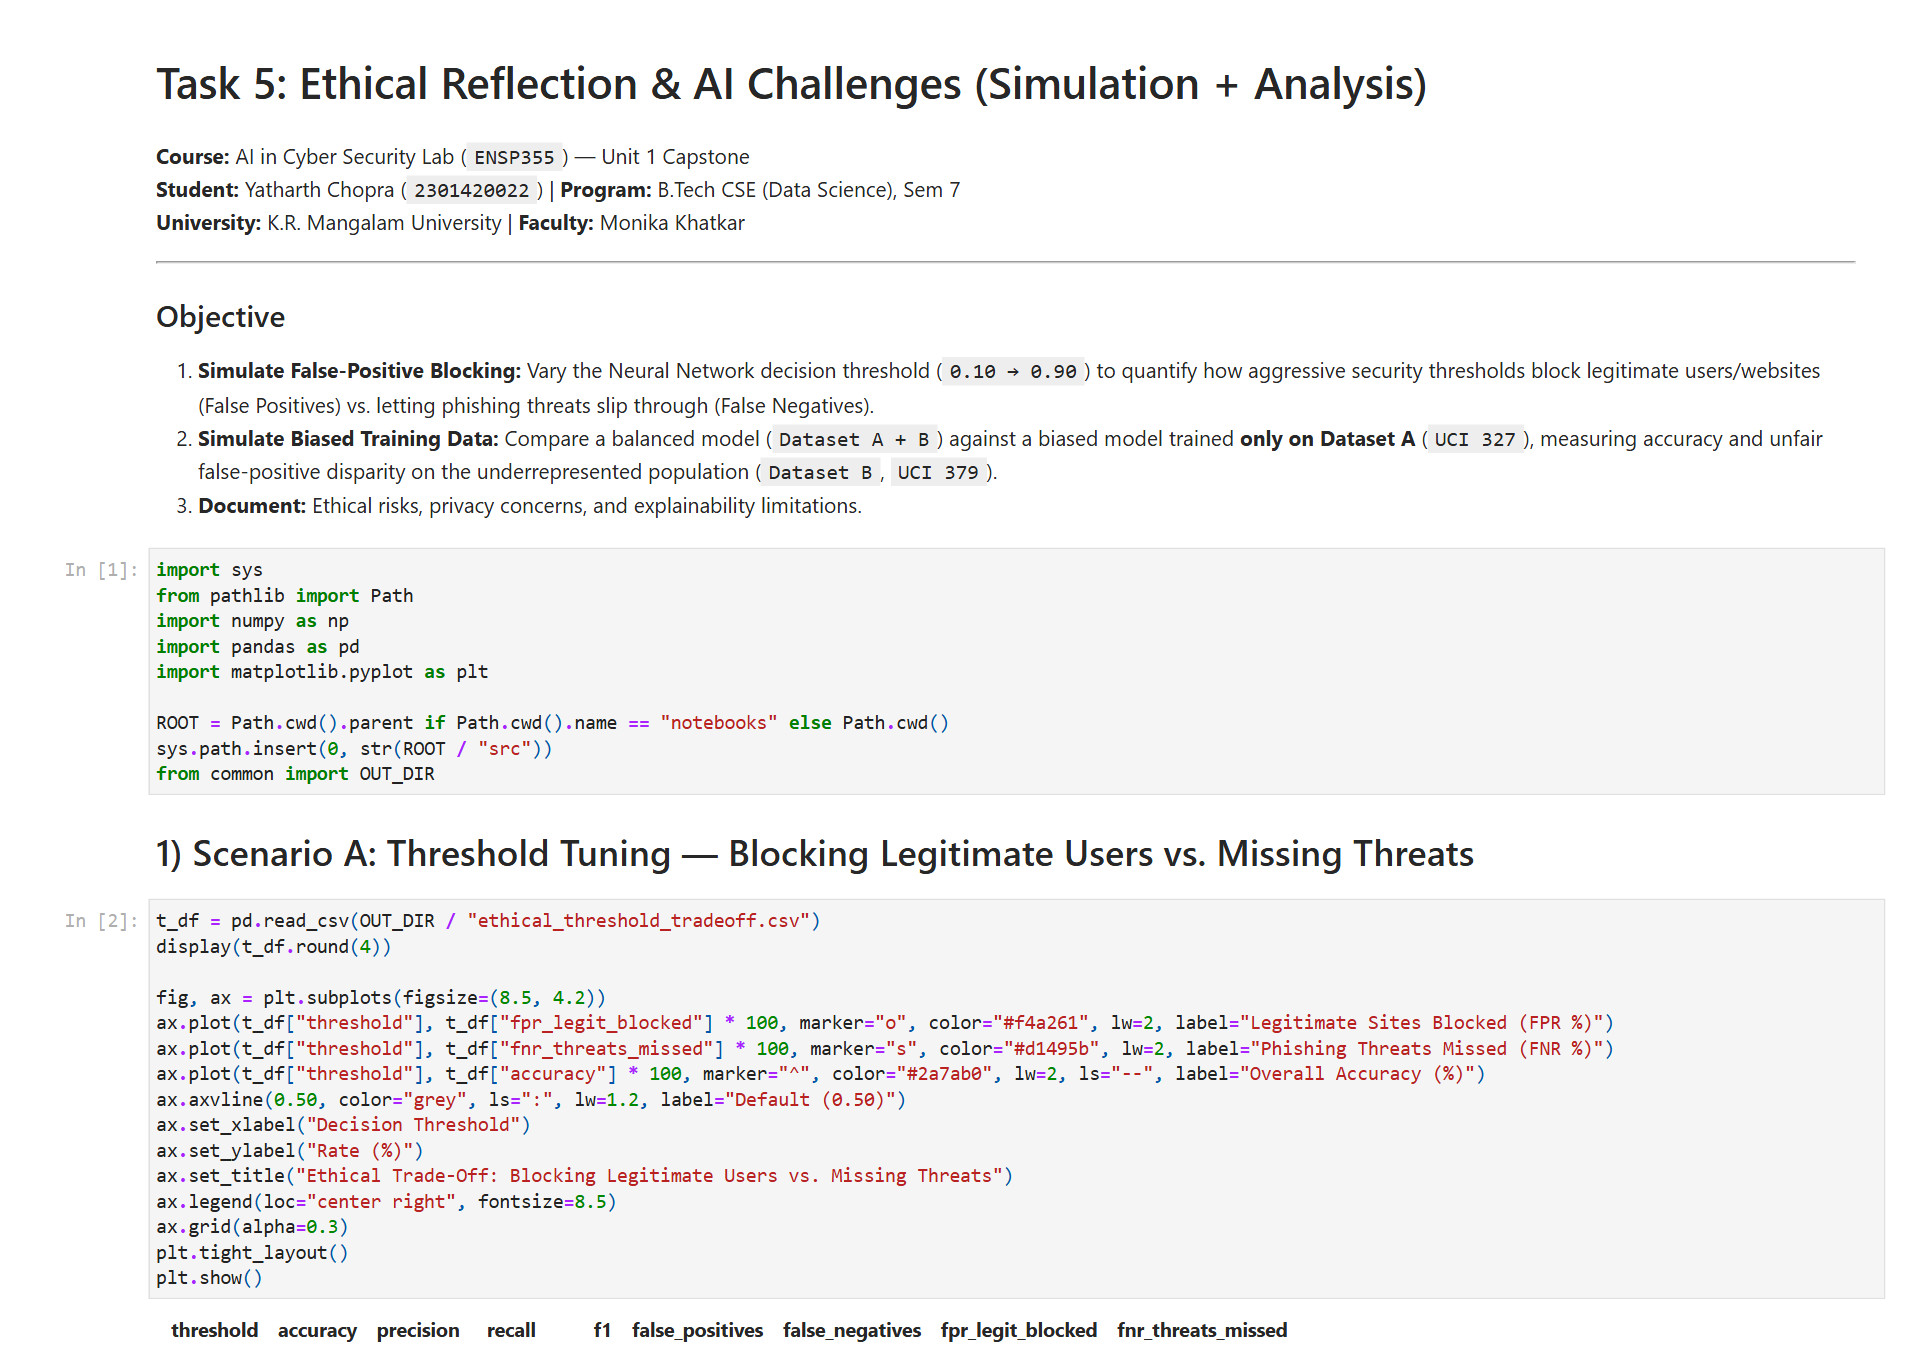 Task 5: Ethical Reflection & AI Challenges (Simulation + Analysis)
Course: AI in Cyber Security Lab ( ENSP355 ) — Unit 1 Capstone
Student: Yatharth Chopra ( 2301420022 ) | Program: B.Tech CSE (Data Science), Sem 7
University: K.R. Mangalam University | Faculty: Monika Khatkar
Objective
1. Simulate False-Positive Blocking: Vary the Neural Network decision threshold ( 0.10 → 0.90 ) to quantify how aggressive security thresholds block legitimate users/websites
(False Positives) vs. letting phishing threats slip through (False Negatives).
2. Simulate Biased Training Data: Compare a balanced model ( Dataset A + B ) against a biased model trained only on Dataset A ( UCI 327 ), measuring accuracy and unfair
false-positive disparity on the underrepresented population ( Dataset B , UCI 379 ).
3. Document: Ethical risks, privacy concerns, and explainability limitations.
In [1]:
import sys
from pathlib import Path
import numpy as np
import pandas as pd
import matplotlib.pyplot as plt
ROOT = Path.cwd().parent if Path.cwd().name == "notebooks" else Path.cwd()
sys.path.insert(0, str(ROOT / "src"))
from common import OUT_DIR
1) Scenario A: Threshold Tuning — Blocking Legitimate Users vs. Missing Threats
In [2]:
t_df = pd.read_csv(OUT_DIR / "ethical_threshold_tradeoff.csv")
display(t_df.round(4))
fig, ax = plt.subplots(figsize=(8.5, 4.2))
ax.plot(t_df["threshold"], t_df["fpr_legit_blocked"] * 100, marker="o", color="#f4a261", lw=2, label="Legitimate Sites Blocked (FPR %)")
ax.plot(t_df["threshold"], t_df["fnr_threats_missed"] * 100, marker="s", color="#d1495b", lw=2, label="Phishing Threats Missed (FNR %)")
ax.plot(t_df["threshold"], t_df["accuracy"] * 100, marker="^", color="#2a7ab0", lw=2, ls="--", label="Overall Accuracy (%)")
ax.axvline(0.50, color="grey", ls=":", lw=1.2, label="Default (0.50)")
ax.set_xlabel("Decision Threshold")
ax.set_ylabel("Rate (%)")
ax.set_title("Ethical Trade-Off: Blocking Legitimate Users vs. Missing Threats")
ax.legend(loc="center right", fontsize=8.5)
ax.grid(alpha=0.3)
plt.tight_layout()
plt.show()
threshold accuracy precision recall f1 false_positives false_negatives fpr_legit_blocked fnr_threats_missed